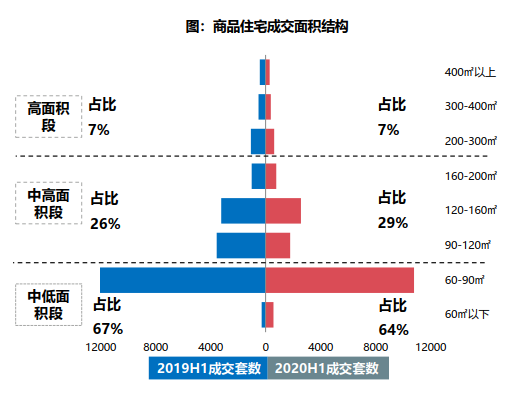 图：商品住宅成交面积结构
400㎡以上
高面积
段
占比
7%
占比
7%
300-400㎡
200-300㎡
160-200㎡
中高面
积段
占比
26%
占比
29%
120-160㎡
90-120㎡
60-90㎡
中低面
积段
占比
67%
占比
64%
60㎡以下
12000 8000 4000 0 4000 8000 12000
2019H1成交套数 2020H1成交套数